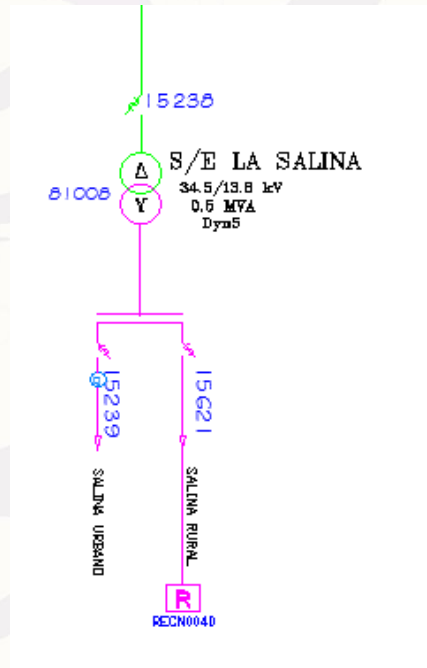 15238
S/E LA SALINA
Δ
34.5/13.8 kV
81008
Y
0.5 MVA
Dyn5
15239
15621
SALINA URBANO
SALINA RURAL
R
RECN004D